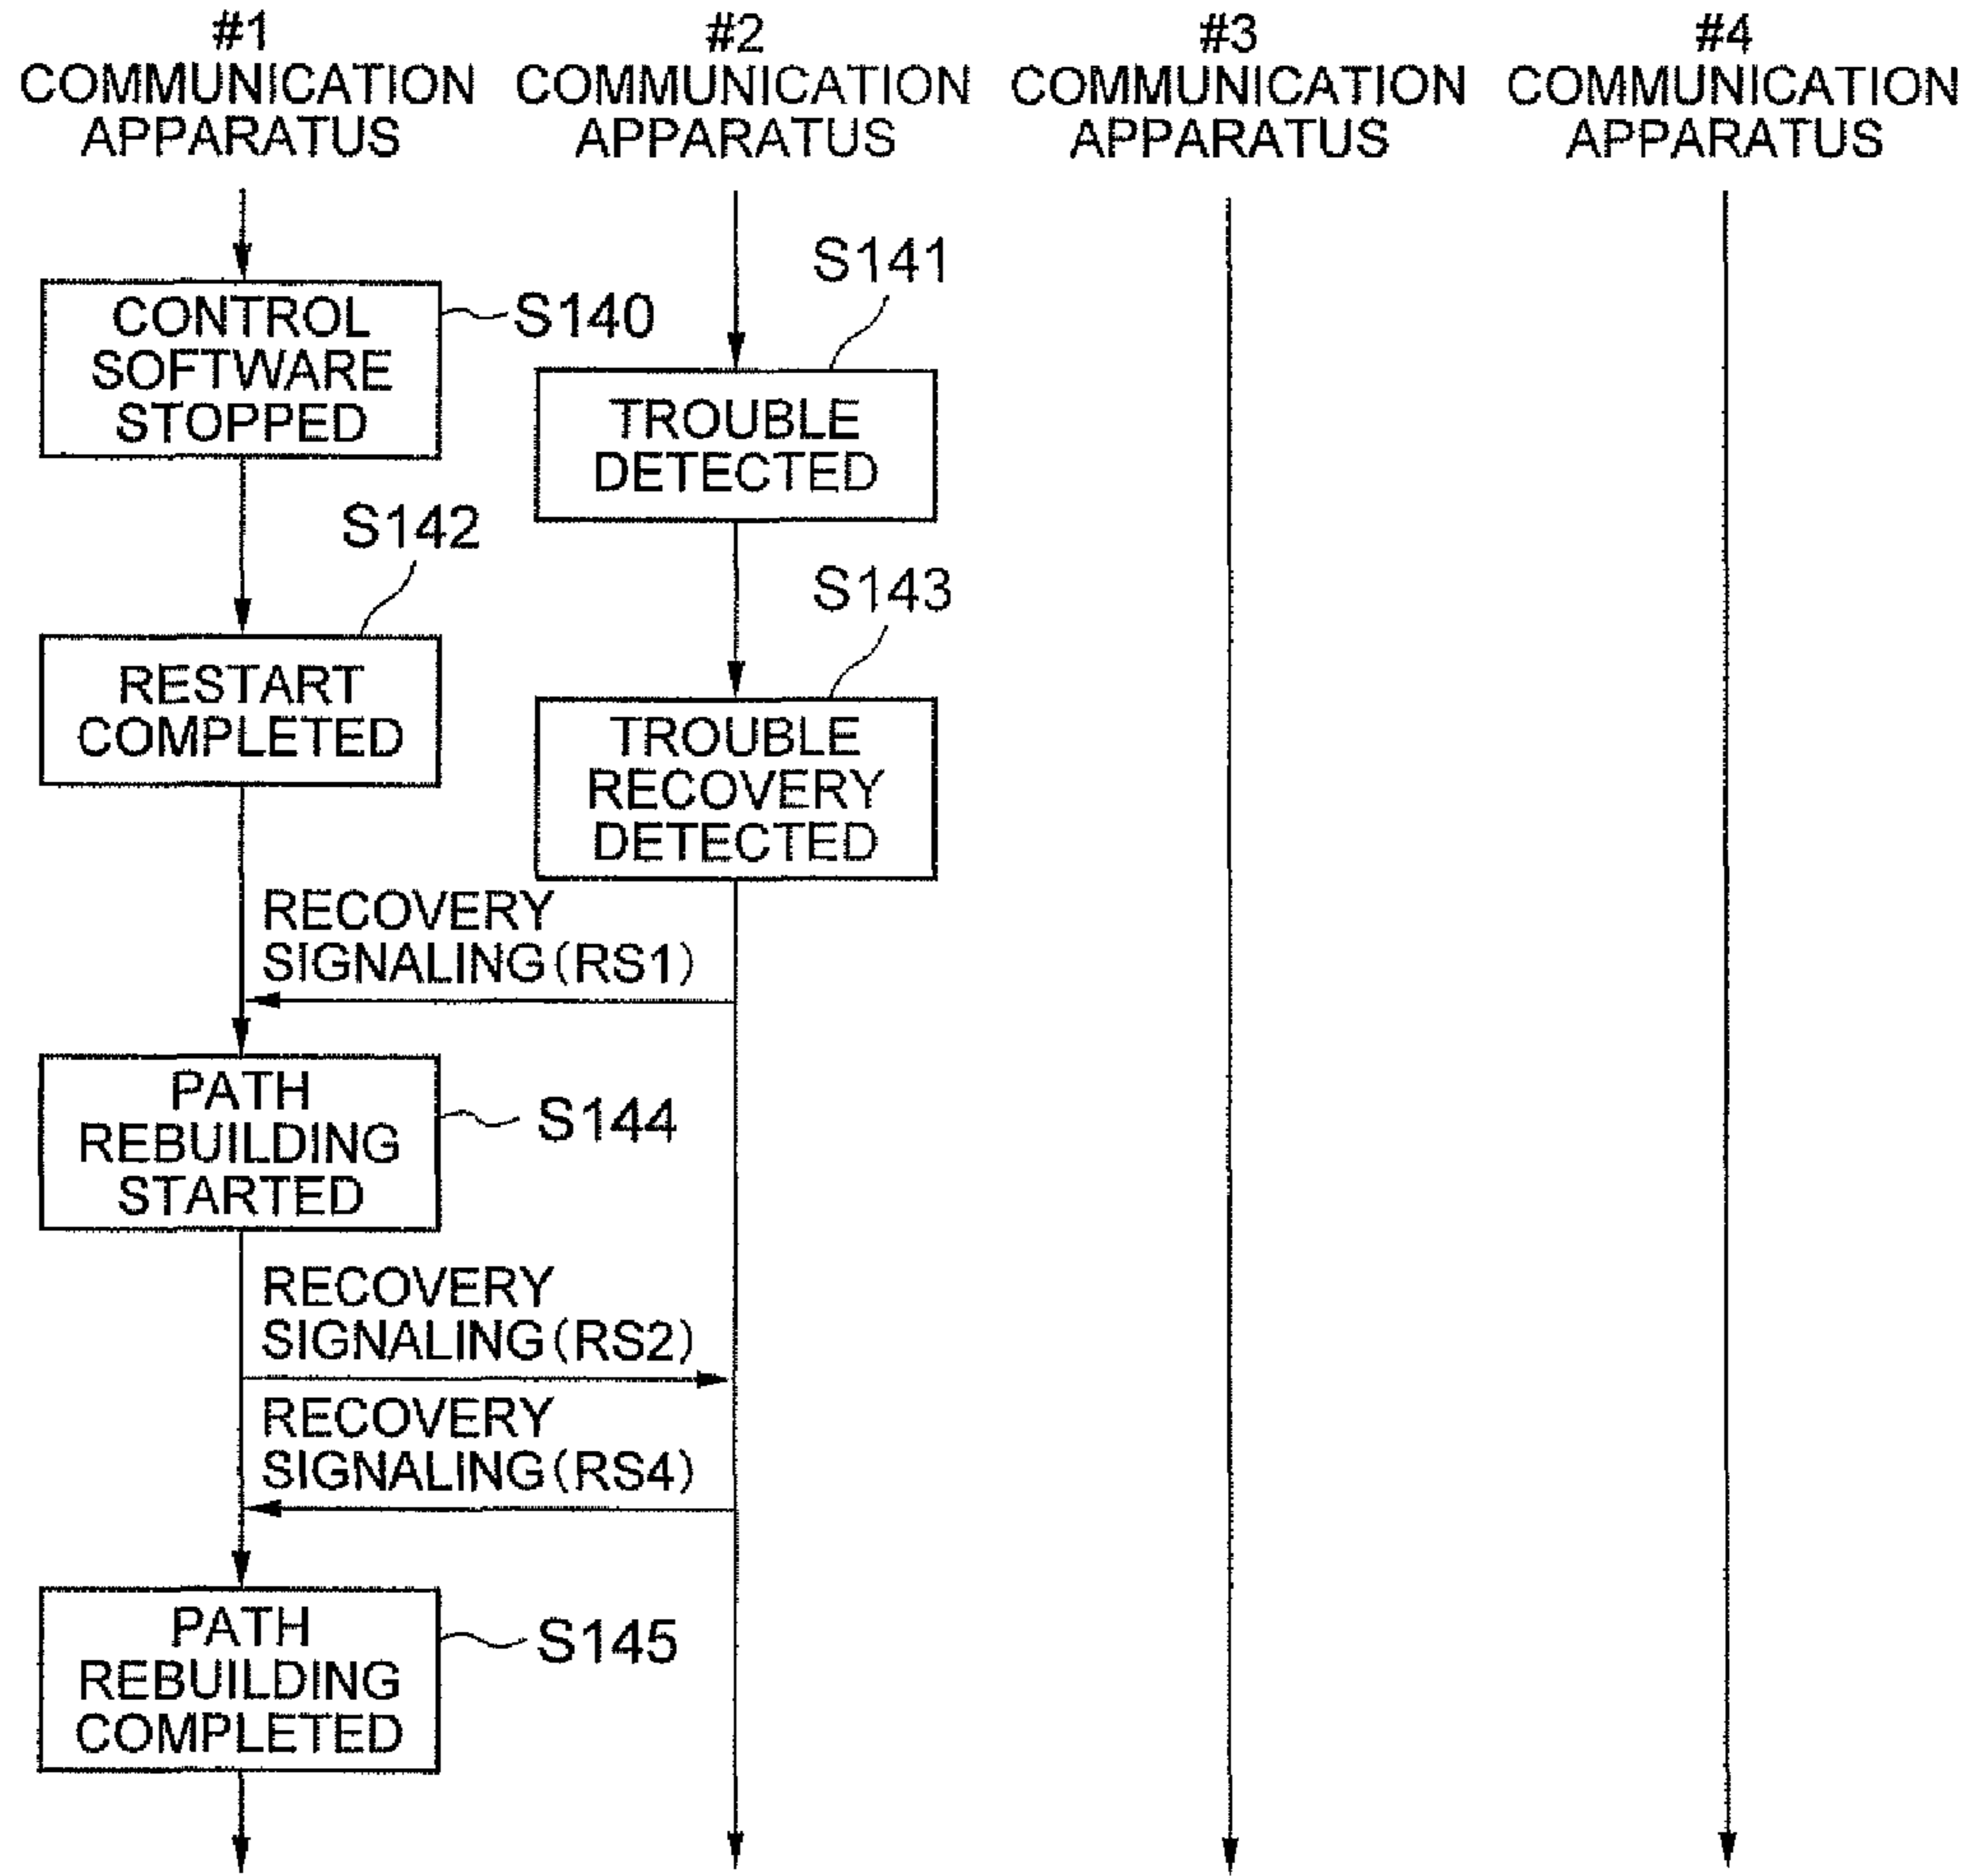 #1
COMMUNICATION
APPARATUS
#2
COMMUNICATION
APPARATUS
#3
COMMUNICATION
APPARATUS
#4
COMMUNICATION
APPARATUS
CONTROL
SOFTWARE
STOPPED
S140
S141
TROUBLE
DETECTED
S142
RESTART
COMPLETED
S143
TROUBLE
RECOVERY
DETECTED
RECOVERY
SIGNALING(RS1)
PATH
REBUILDING
STARTED
S144
RECOVERY
SIGNALING(RS2)
RECOVERY
SIGNALING(RS4)
PATH
REBUILDING
COMPLETED
S145